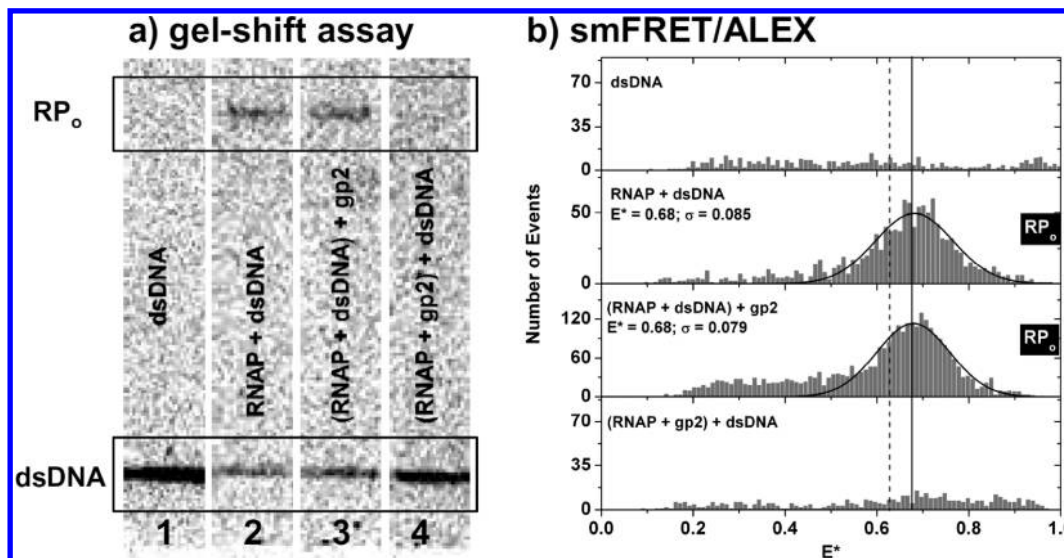 a) gel-shift assay
RPo
dsDNA
RNAP + dsDNA
(RNAP + dsDNA) + gp2
(RNAP + gp2) + dsDNA
dsDNA
1 2 3 4
b) smFRET/ALEX
Number of Events
70
35
0
dsDNA
50
0
RNAP + dsDNA
E* = 0.68; σ = 0.085
RPo
120
60
0
(RNAP + dsDNA) + gp2
E* = 0.68; σ = 0.079
RPo
70
35
0
(RNAP + gp2) + dsDNA
0.0 0.2 0.4 0.6 0.8 1.0
E*